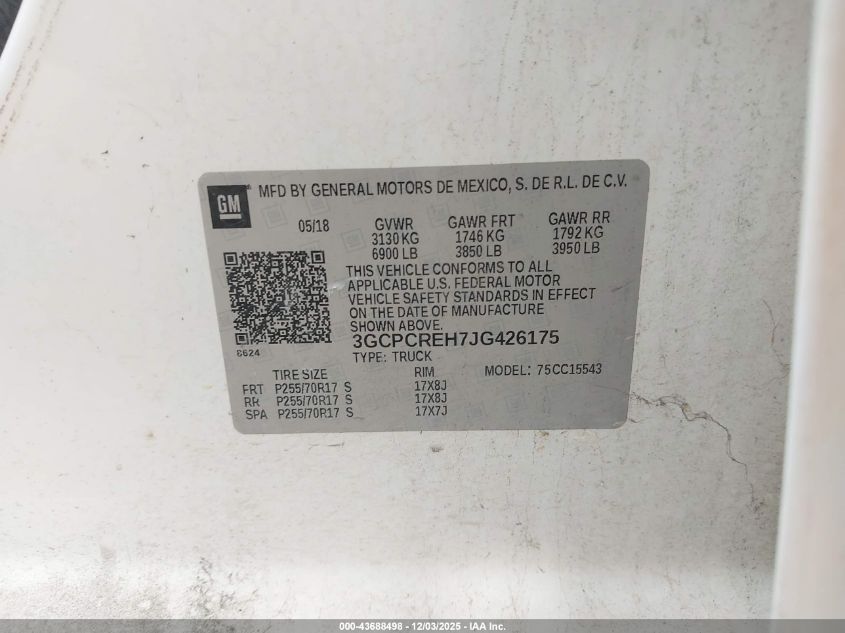 GM
® MFD BY GENERAL MOTORS DE MEXICO, S. DE R.L. DE C.V.
05/18 GVWR GAWR FRT GAWR RR
3130 KG 1746 KG 1792 KG
6900 LB 3850 LB 3950 LB
THIS VEHICLE CONFORMS TO ALL
APPLICABLE U.S. FEDERAL MOTOR
VEHICLE SAFETY STANDARDS IN EFFECT
ON THE DATE OF MANUFACTURE
SHOWN ABOVE.
8624 3GCPCREH7JG426175
TYPE: TRUCK
TIRE SIZE RIM MODEL: 75CC15543
FRT P255/70R17 S 17X8J
RR P255/70R17 S 17X8J
SPA P255/70R17 S 17X7J
000-43688498 - 12/03/2025 - IAA Inc.